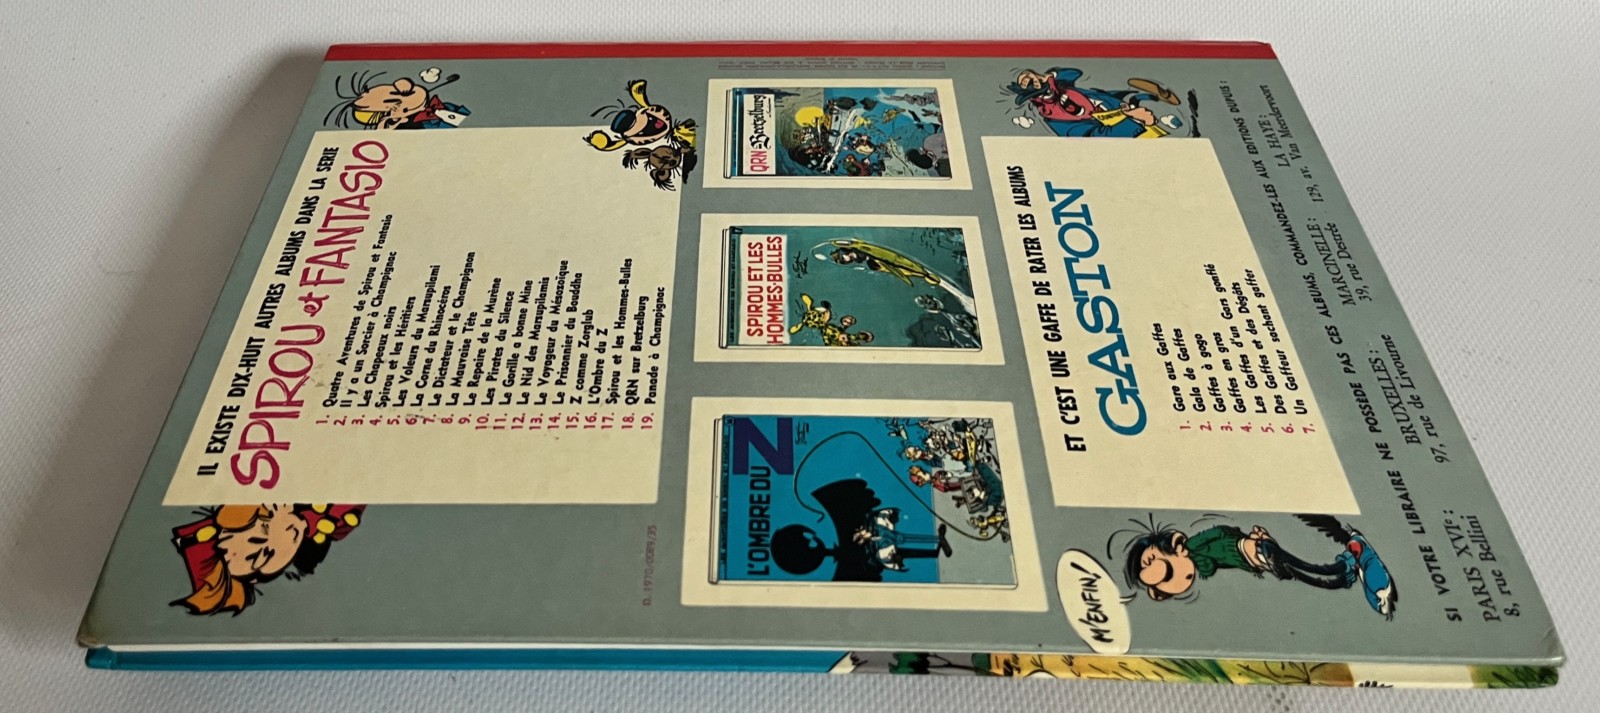 IL EXISTE DIX-HUIT AUTRES ALBUMS DANS LA SERIE
SPIROU et FANTASIO
1. Quatre Aventures de Spirou et Fantasio
2. Il y a un Sorcier à Champignac
3. Les Chapeaux noirs
4. Spirou et les Héritiers
5. Les Voleurs du Marsupilami
6. La Corne du Rhinocéros
7. Le Dictateur et le Champignon
8. La Mauvaise Tête
9. Le Repaire de la Murène
10. Les Pirates du Silence
11. Le Gorille a bonne Mine
12. Le Nid des Marsupilamis
13. Le Voyageur du Mésozoïque
14. Le Prisonnier du Bouddha
15. Z comme Zorglub
16. L'Ombre du Z
17. Spirou et les Hommes-Bulles
18. QRN sur Bretzelburg
19. Panade à Champignac
D. 1970/0089/35
L'OMBRE DU
Z
SPIROU ET LES
HOMMES-BULLES
QRN sur Bretzelburg
ET C'EST UNE GAFFE DE RATER LES ALBUMS
GASTON
1. Gare aux Gaffes
2. Gala de Gaffes
3. Gaffes à gogo
4. Gaffes en gros
5. Les Gaffes d'un Gars gonflé
6. Des Gaffes et des Dégâts
7. Un Gaffeur sachant gaffer
M'ENFIN!
SI VOTRE LIBRAIRE NE POSSEDE PAS CES ALBUMS, COMMANDEZ-LES AUX EDITIONS DUPUIS :
PARIS XVIe :
8, rue Bellini
BRUXELLES :
97, rue de Livourne
MARCINELLE :
39, rue Destrée
LA HAYE :
129, av. Van Meerdervoort